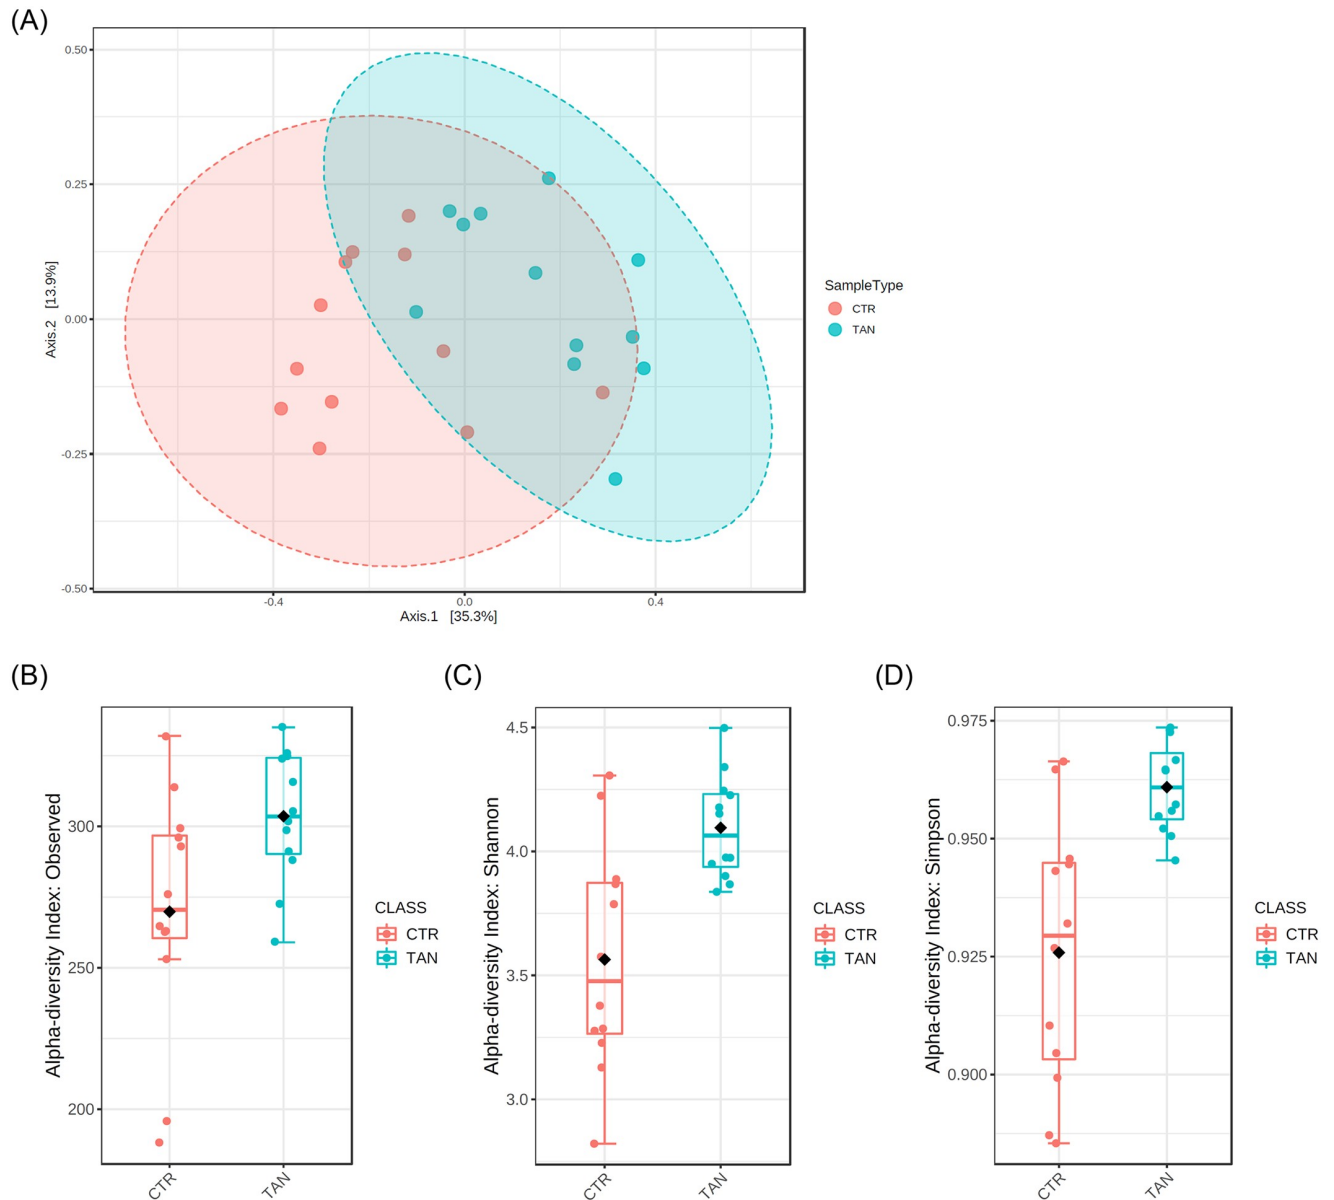 (A)
0.50
0.25
0.00
-0.25
-0.50
Axis.2 [13.9%]
-0.4
0.0
0.4
Axis.1 [35.3%]
SampleType
CTR
TAN
(B)
Alpha-diversity Index: Observed
300
250
200
CTR
TAN
CLASS
CTR
TAN
(C)
Alpha-diversity Index: Shannon
4.5
4.0
3.5
3.0
CTR
TAN
CLASS
CTR
TAN
(D)
Alpha-diversity Index: Simpson
0.975
0.950
0.925
0.900
CTR
TAN
CLASS
CTR
TAN